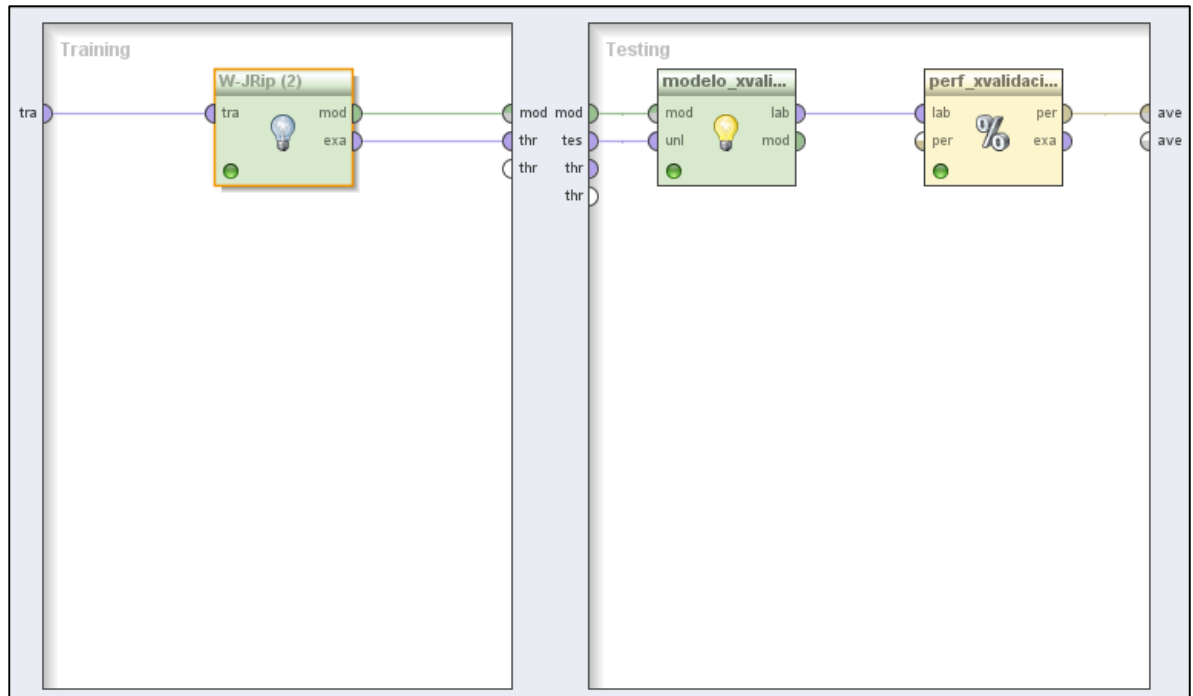 Training
W-JRip (2)
tra
tra
mod
exa
mod
thr
thr
Testing
mod
tes
thr
thr
modelo_xvali...
mod
lab
unl
mod
perf_xvalidaci...
lab
per
per
exa
%
ave
ave